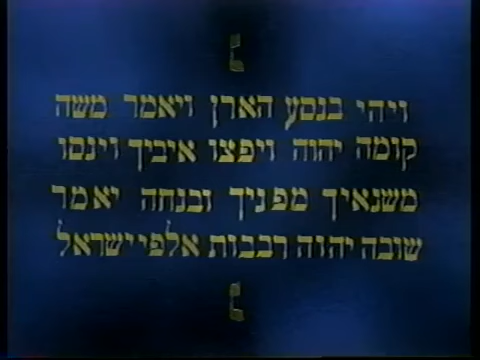 ׆
ויהי בנסע הארן ויאמר משה
קומה יהוה ויפצו איביך וינסו
משנאיך מפניך ובנחה יאמר
שובה יהוה רבבות אלפי ישראל
׆